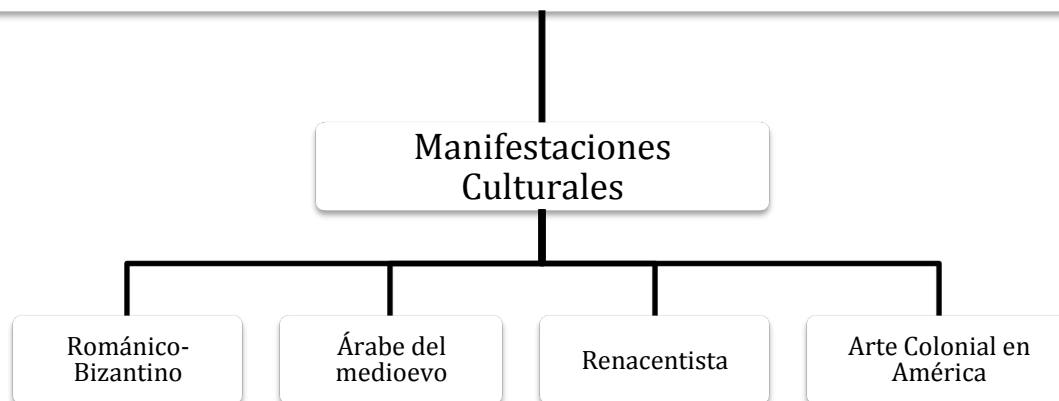 Manifestaciones
Culturales
Románico-
Bizantino
Árabe del
medioevo
Renacentista
Arte Colonial en
América